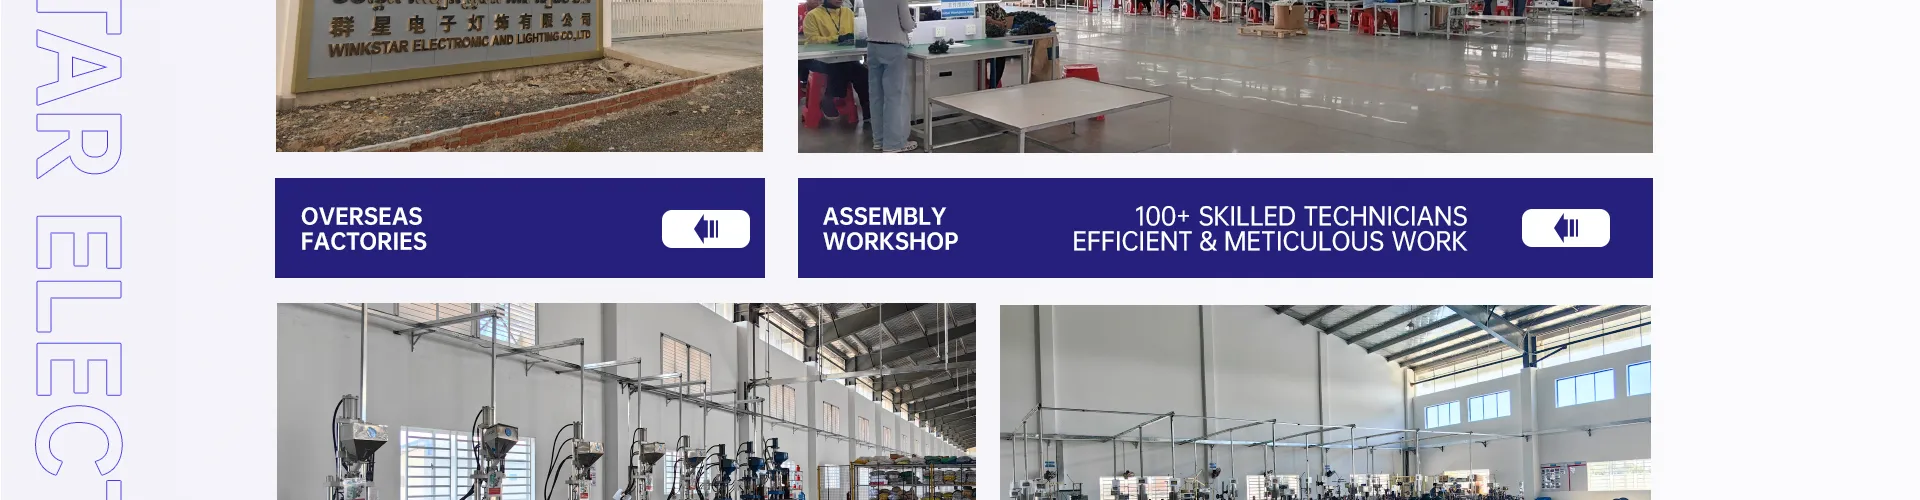 TAR ELECT
群星电子灯饰有限公司
WINKSTAR ELECTRONIC AND LIGHTING CO.,LTD
OVERSEAS
FACTORIES
ASSEMBLY
WORKSHOP
100+ SKILLED TECHNICIANS
EFFICIENT & METICULOUS WORK